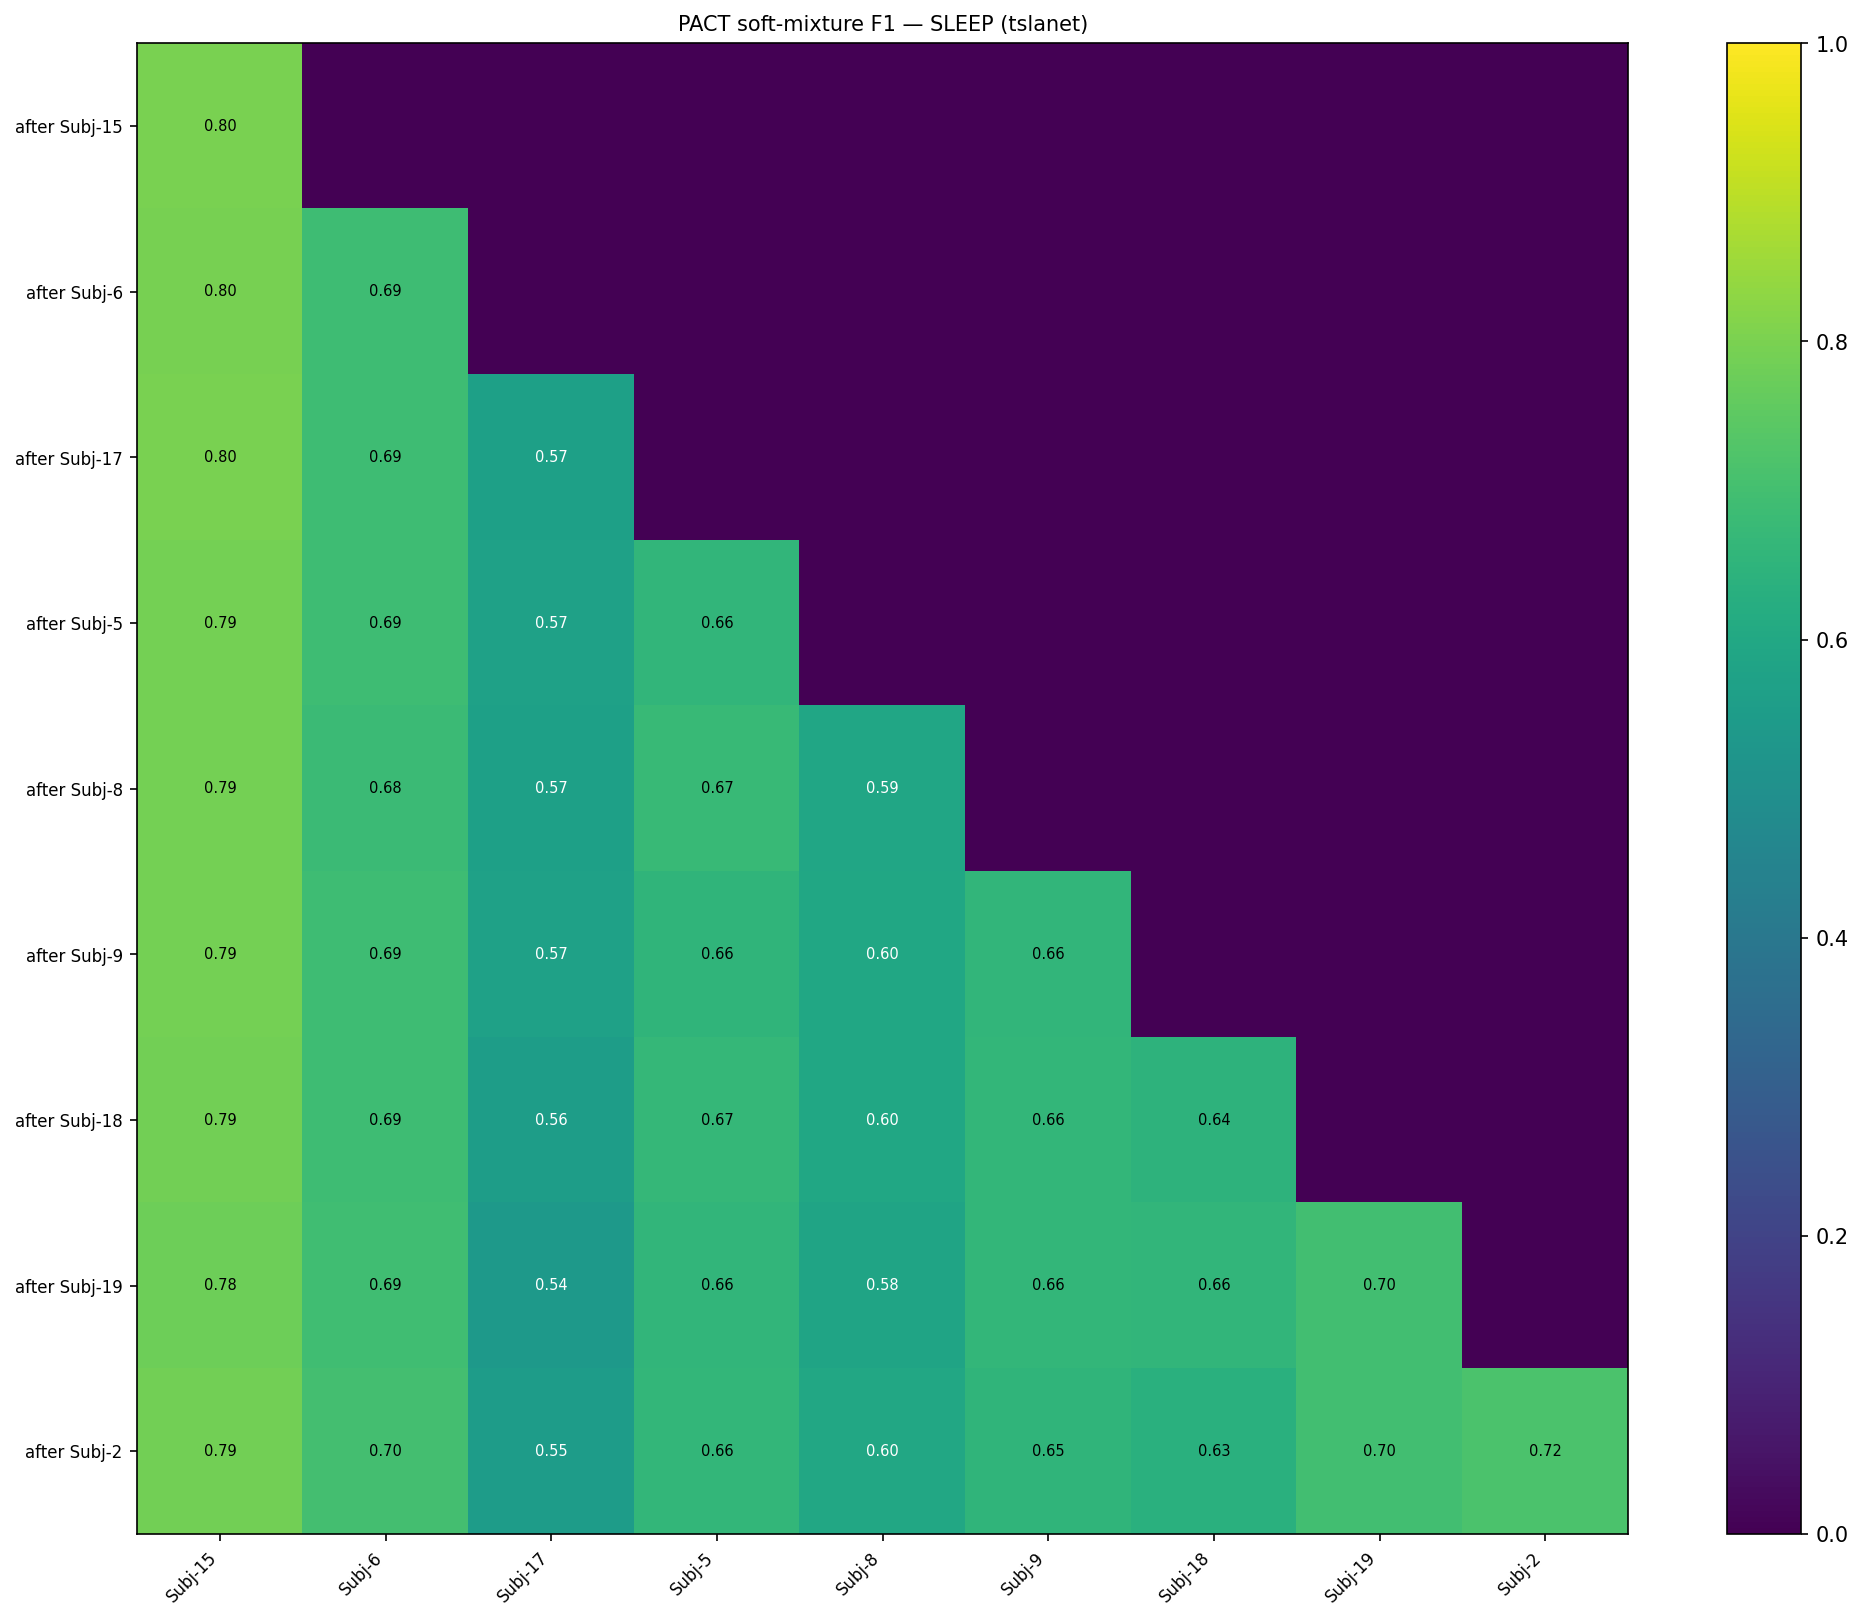 PACT soft-mixture F1 — SLEEP (tslanet)
after Subj-15 0.80
after Subj-6 0.80 0.69
after Subj-17 0.80 0.69 0.57
after Subj-5 0.79 0.69 0.57 0.66
after Subj-8 0.79 0.68 0.57 0.67 0.59
after Subj-9 0.79 0.69 0.57 0.66 0.60 0.66
after Subj-18 0.79 0.69 0.56 0.67 0.60 0.66 0.64
after Subj-19 0.78 0.69 0.54 0.66 0.58 0.66 0.66 0.70
after Subj-2 0.79 0.70 0.55 0.66 0.60 0.65 0.63 0.70 0.72
Subj-15 Subj-6 Subj-17 Subj-5 Subj-8 Subj-9 Subj-18 Subj-19 Subj-2
1.0
0.8
0.6
0.4
0.2
0.0